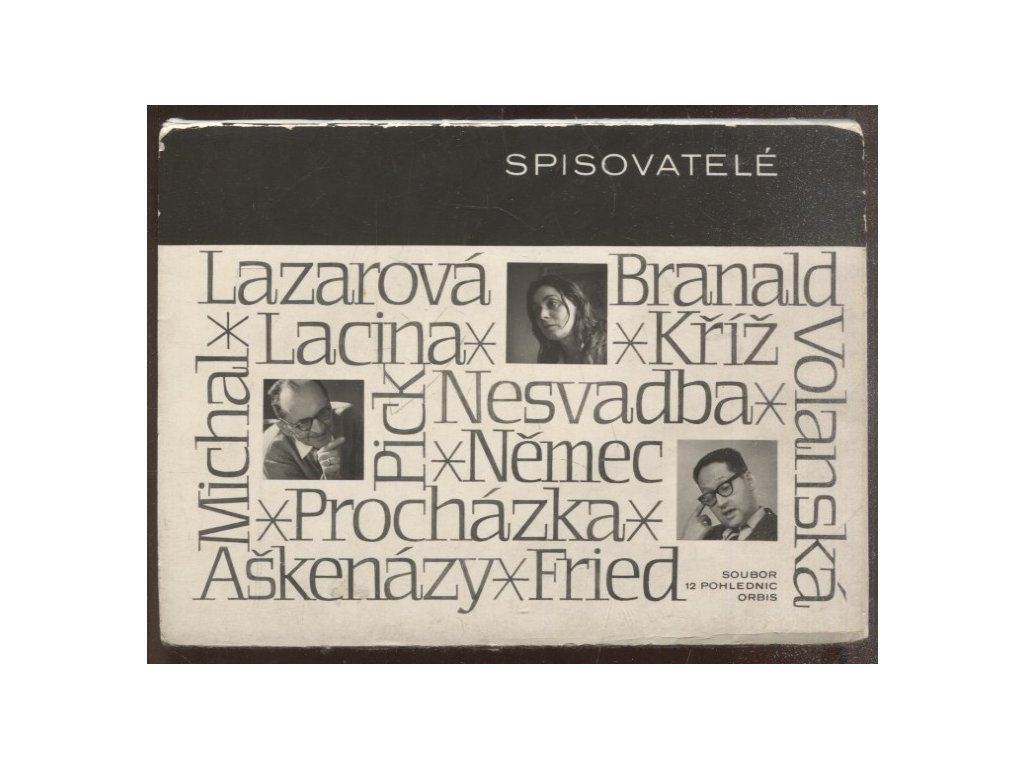 SPISOVATELÉ
Lazarová
Branald
Lacina*
*Kříž
Michal*
Pick
Nesvadba*
*Němec
Volanská
*Procházka*
Aškenázy*Fried
SOUBOR
12 POHLEDNIC
ORBIS